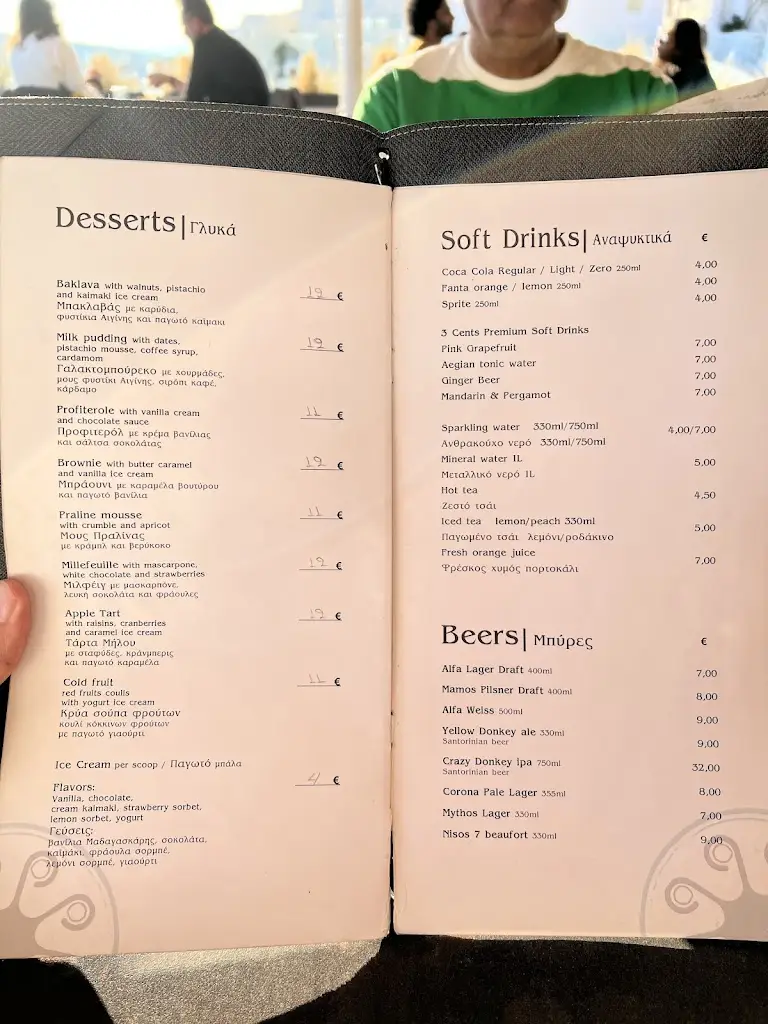 Desserts | Γλυκά
Baklava with walnuts, pistachio
and kaimaki ice cream
Μπακλαβάς με καρύδια,
φυστίκια Αιγίνης και παγωτό καϊμακι
12 €
Milk pudding with dates,
pistachio mousse, coffee syrup,
cardamom
Γαλακτομπούρεκο με χουρμάδες,
μους φυστίκι Αιγίνης, σιρόπι καφέ,
κάρδαμο
12 €
Profiterole with vanilla cream
and chocolate sauce
Προφιτερόλ με κρέμα βανίλιας
και σάλτσα σοκολάτας
11 €
Brownie with butter caramel
and vanilla ice cream
Μπράουνι με καραμέλα βουτύρου
και παγωτό βανίλια
12 €
Praline mousse
with crumble and apricot
Μους Πραλίνας
με κράμπλ και βερύκοκο
11 €
Millefeuille with mascarpone,
white chocolate and strawberries
Μιλφέιγ με μασκαρπόνε,
λευκή σοκολάτα και φράουλες
12 €
Apple Tart
with raisins, cranberries
and caramel ice cream
Τάρτα Μήλου
με σταφύδες, κράνμπερις
και παγωτό καραμέλα
12 €
Cold fruit
red fruits coulis
with yogurt ice cream
Κρύα σούπα φρούτων
κουλί κόκκινων φρούτων
με παγωτό γιαούρτι
11 €
Ice Cream per scoop / Παγωτό μπάλα
4 €
Flavors:
Vanilla, chocolate,
cream kaimaki, strawberry sorbet,
lemon sorbet, yogurt
Γεύσεις:
βανίλια Μαδαγασκάρης, σοκολάτα,
καϊμάκι, φράουλα σορμπέ,
λεμόνι σορμπέ, γιαούρτι
Soft Drinks | Αναψυκτικά €
Coca Cola Regular / Light / Zero 250ml 4,00
Fanta orange / lemon 250ml 4,00
Sprite 250ml 4,00
3 Cents Premium Soft Drinks
Pink Grapefruit 7,00
Aegian tonic water 7,00
Ginger Beer 7,00
Mandarin & Pergamot 7,00
Sparkling water 330ml/750ml 4,00/7,00
Ανθρακούχο νερό 330ml/750ml
Mineral water 1L 5,00
Μεταλλικό νερό 1L
Hot tea 4,50
Ζεστό τσάι
Iced tea lemon/peach 330ml 5,00
Παγωμένο τσάι λεμόνι/ροδάκινο
Fresh orange juice 7,00
Φρέσκος χυμός πορτοκάλι
Beers | Μπύρες €
Alfa Lager Draft 400ml 7,00
Mamos Pilsner Draft 400ml 8,00
Alfa Weiss 500ml 9,00
Yellow Donkey ale 330ml 9,00
Santorinian beer
Crazy Donkey ipa 750ml 32,00
Santorinian beer
Corona Pale Lager 355ml 8,00
Mythos Lager 330ml 7,00
Nisos 7 beaufort 330ml 9,00